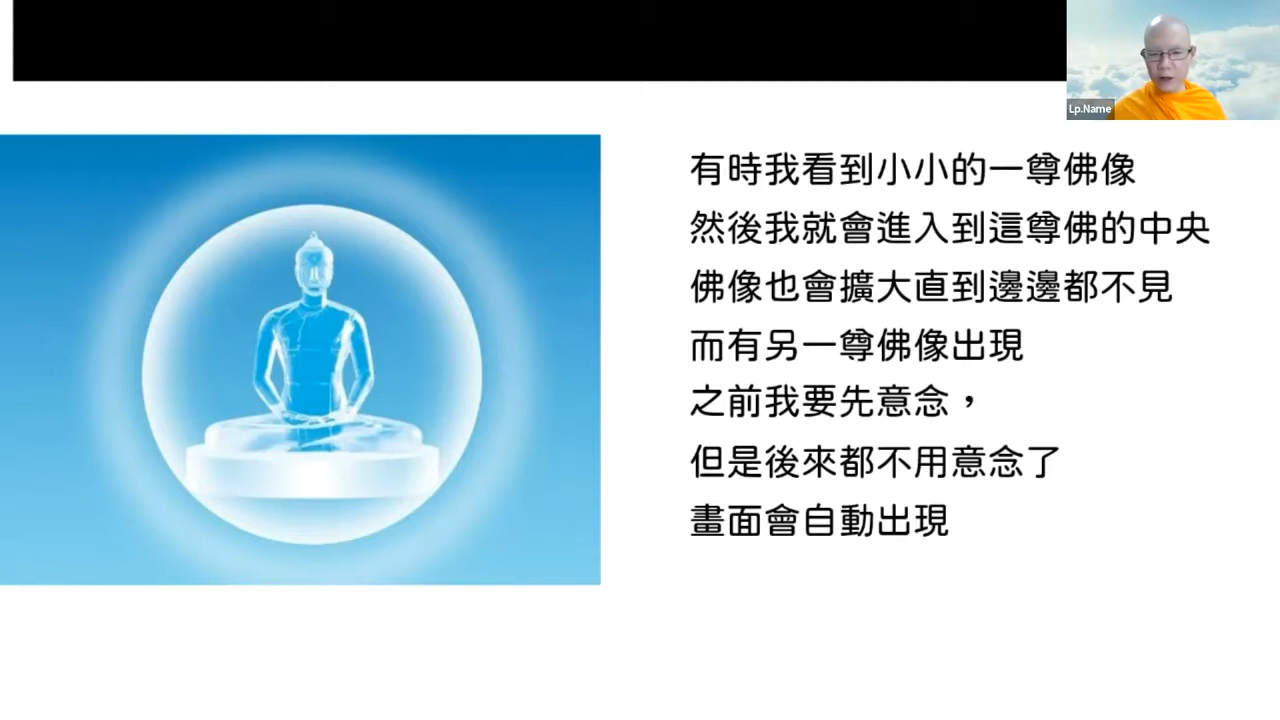 Lp.Name
有時我看到小小的一尊佛像
然後我就會進入到這尊佛的中央
佛像也會擴大直到邊邊都不見
而有另一尊佛像出現
之前我要先意念，
但是後來都不用意念了
畫面會自動出現